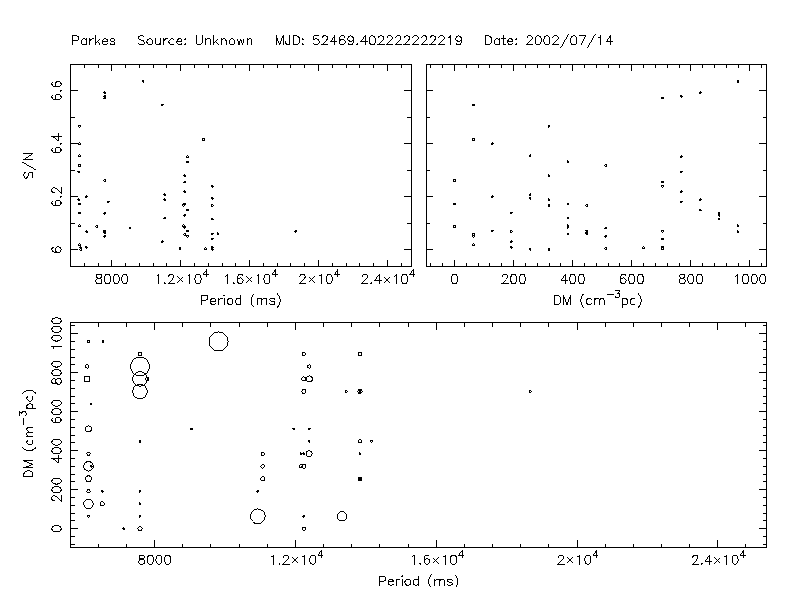 Parkes Source: Unknown MJD: 52469.402222222219 Date: 2002/07/14
6.6
6.4
6.2
6
S/N
8000 1.2×10⁴ 1.6×10⁴ 2×10⁴ 2.4×10⁴
Period (ms)
0 200 400 600 800 1000
DM (cm⁻³pc)
1000
800
600
400
200
0
DM (cm⁻³pc)
8000 1.2×10⁴ 1.6×10⁴ 2×10⁴ 2.4×10⁴
Period (ms)